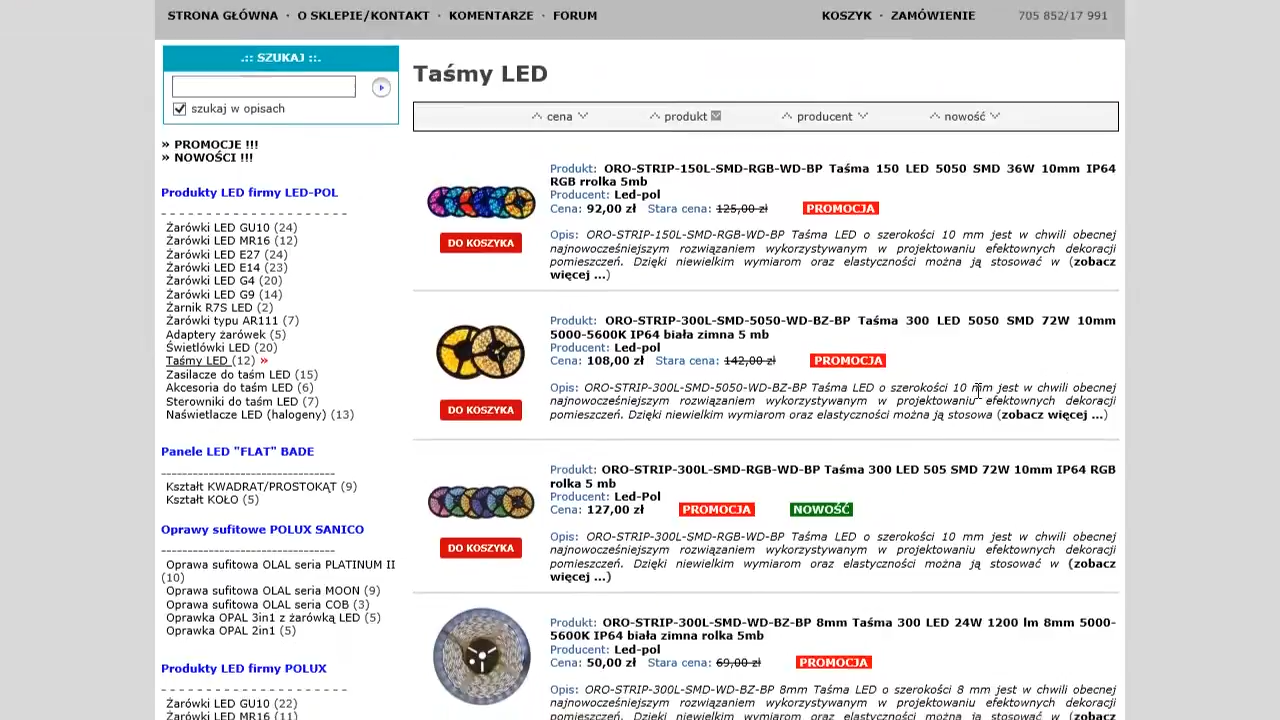 STRONA GŁÓWNA · O SKLEPIE/KONTAKT · KOMENTARZE · FORUM
KOSZYK · ZAMÓWIENIE 705 852/17 991
.:: SZUKAJ ::.
szukaj w opisach
» PROMOCJE !!!
» NOWOŚCI !!!
Produkty LED firmy LED-POL
- - - - - - - - - - - - - - - - - - - - -
Żarówki LED GU10 (24)
Żarówki LED MR16 (12)
Żarówki LED E27 (24)
Żarówki LED E14 (23)
Żarówki LED G4 (20)
Żarówki LED G9 (14)
Żarnik R7S LED (2)
Żarówki typu AR111 (7)
Adaptery żarówek (5)
Świetlówki LED (20)
Taśmy LED (12) »
Zasilacze do taśm LED (15)
Akcesoria do taśm LED (6)
Sterowniki do taśm LED (7)
Naświetlacze LED (halogeny) (13)
Panele LED "FLAT" BADE
---------------------------------
Kształt KWADRAT/PROSTOKĄT (9)
Kształt KOŁO (5)
Oprawy sufitowe POLUX SANICO
---------------------------------
Oprawa sufitowa OLAL seria PLATINUM II
(10)
Oprawa sufitowa OLAL seria MOON (9)
Oprawa sufitowa OLAL seria COB (3)
Oprawka OPAL 3in1 z żarówką LED (5)
Oprawka OPAL 2in1 (5)
Produkty LED firmy POLUX
- - - - - - - - - - - - - - - - - - - - -
Żarówki LED GU10 (22)
Żarówki LED MR16 (11)
Taśmy LED
cena produkt producent nowość
Produkt: ORO-STRIP-150L-SMD-RGB-WD-BP Taśma 150 LED 5050 SMD 36W 10mm IP64
RGB rrolka 5mb
Producent: Led-pol
Cena: 92,00 zł Stara cena: 125,00 zł PROMOCJA
DO KOSZYKA
Opis: ORO-STRIP-150L-SMD-RGB-WD-BP Taśma LED o szerokości 10 mm jest w chwili obecnej
najnowocześniejszym rozwiązaniem wykorzystywanym w projektowaniu efektownych dekoracji
pomieszczeń. Dzięki niewielkim wymiarom oraz elastyczności można ją stosować w (zobacz
więcej ...)
Produkt: ORO-STRIP-300L-SMD-5050-WD-BZ-BP Taśma 300 LED 5050 SMD 72W 10mm
5000-5600K IP64 biała zimna 5 mb
Producent: Led-pol
Cena: 108,00 zł Stara cena: 142,00 zł PROMOCJA
DO KOSZYKA
Opis: ORO-STRIP-300L-SMD-5050-WD-BZ-BP Taśma LED o szerokości 10 mm jest w chwili obecnej
najnowocześniejszym rozwiązaniem wykorzystywanym w projektowaniu efektownych dekoracji
pomieszczeń. Dzięki niewielkim wymiarom oraz elastyczności można ją stosowa (zobacz więcej ...)
Produkt: ORO-STRIP-300L-SMD-RGB-WD-BP Taśma 300 LED 505 SMD 72W 10mm IP64 RGB
rolka 5 mb
Producent: Led-Pol
Cena: 127,00 zł PROMOCJA NOWOŚĆ
DO KOSZYKA
Opis: ORO-STRIP-300L-SMD-RGB-WD-BP Taśma LED o szerokości 10 mm jest w chwili obecnej
najnowocześniejszym rozwiązaniem wykorzystywanym w projektowaniu efektownych dekoracji
pomieszczeń. Dzięki niewielkim wymiarom oraz elastyczności można ją stosować w (zobacz
więcej ...)
Produkt: ORO-STRIP-300L-SMD-WD-BZ-BP 8mm Taśma 300 LED 24W 1200 lm 8mm 5000-
5600K IP64 biała zimna rolka 5mb
Producent: Led-pol
Cena: 50,00 zł Stara cena: 69,00 zł PROMOCJA
Opis: ORO-STRIP-300L-SMD-WD-BZ-BP 8mm Taśma LED o szerokości 8 mm jest w chwili
obecnej najnowocześniejszym rozwiązaniem wykorzystywanym w projektowaniu efektownych
dekoracji pomieszczeń. Dzięki niewielkim wymiarom oraz elastyczności można ją (zobacz